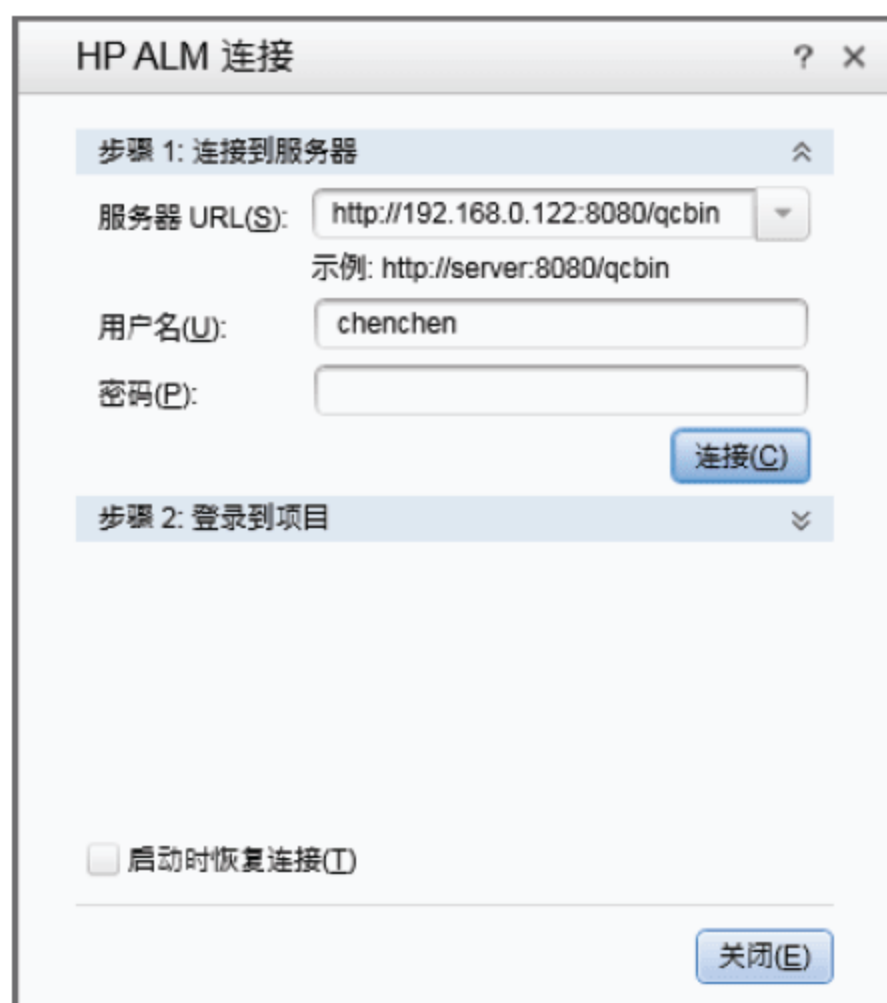 HP ALM 连接 ? ×
步骤 1: 连接到服务器
服务器 URL(S): http://192.168.0.122:8080/qcbin
示例: http://server:8080/qcbin
用户名(U): chenchen
密码(P):
连接(C)
步骤 2: 登录到项目
启动时恢复连接(T)
关闭(E)